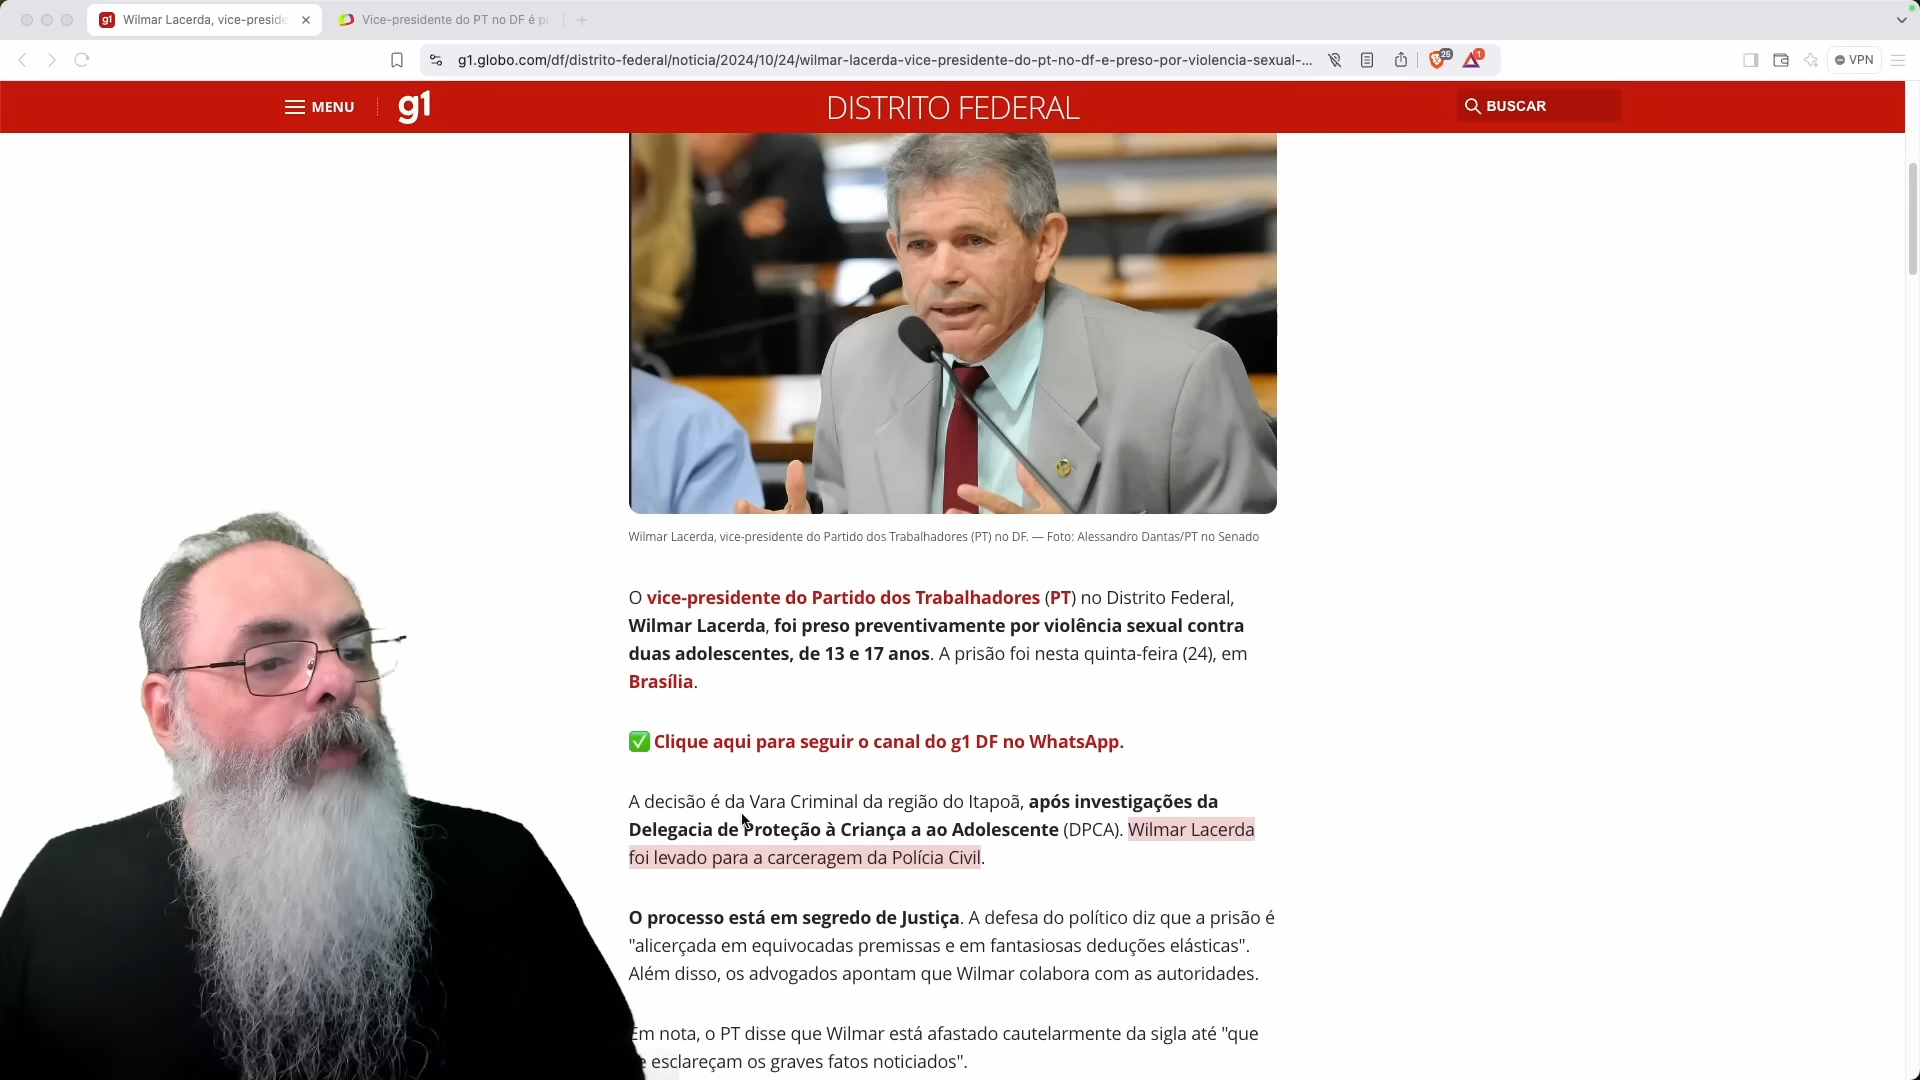 Wilmar Lacerda, vice-preside
Vice-presidente do PT no DF é p
g1.globo.com/df/distrito-federal/noticia/2024/10/24/wilmar-lacerda-vice-presidente-do-pt-no-df-e-preso-por-violencia-sexual-...
25
1
VPN
MENU
g1
DISTRITO FEDERAL
BUSCAR
Wilmar Lacerda, vice-presidente do Partido dos Trabalhadores (PT) no DF. — Foto: Alessandro Dantas/PT no Senado
O vice-presidente do Partido dos Trabalhadores (PT) no Distrito Federal,
Wilmar Lacerda, foi preso preventivamente por violência sexual contra
duas adolescentes, de 13 e 17 anos. A prisão foi nesta quinta-feira (24), em
Brasília.
✅ Clique aqui para seguir o canal do g1 DF no WhatsApp.
A decisão é da Vara Criminal da região do Itapoã, após investigações da
Delegacia de Proteção à Criança a ao Adolescente (DPCA). Wilmar Lacerda
foi levado para a carceragem da Polícia Civil.
O processo está em segredo de Justiça. A defesa do político diz que a prisão é
"alicerçada em equivocadas premissas e em fantasiosas deduções elásticas".
Além disso, os advogados apontam que Wilmar colabora com as autoridades.
Em nota, o PT disse que Wilmar está afastado cautelarmente da sigla até "que
esclareçam os graves fatos noticiados".